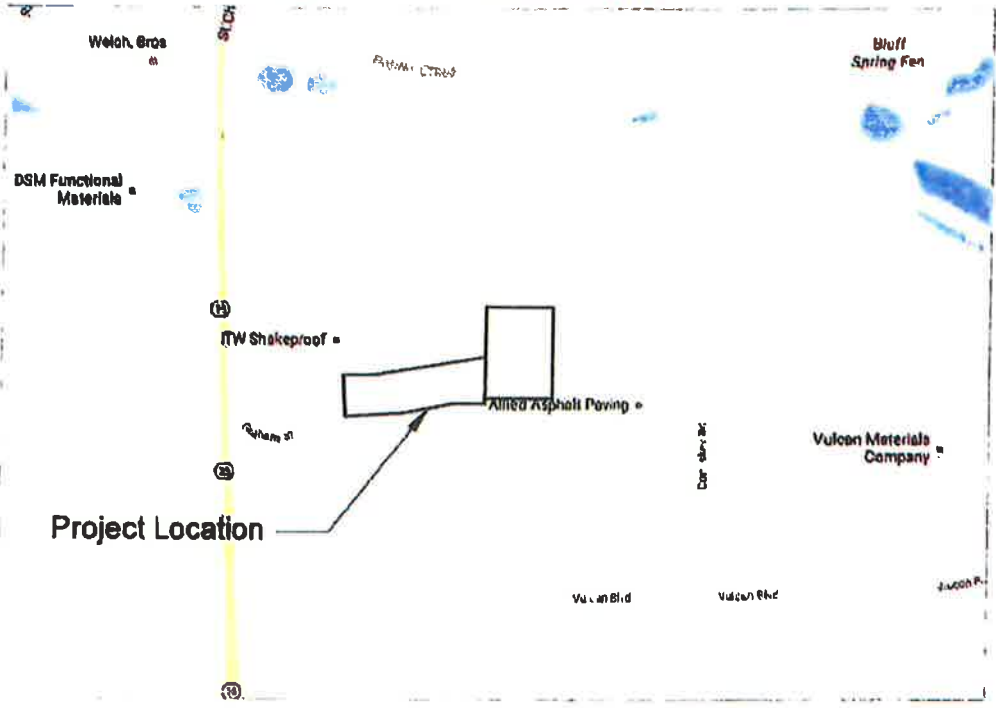 Welch, Bros
Bluff
Spring Fen
DSM Functional
Materials
ITW Shakeproof
Allied Asphalt Paving
Vulcan Materials
Company
Project Location
Vulcan Blvd
Vulcan Blvd